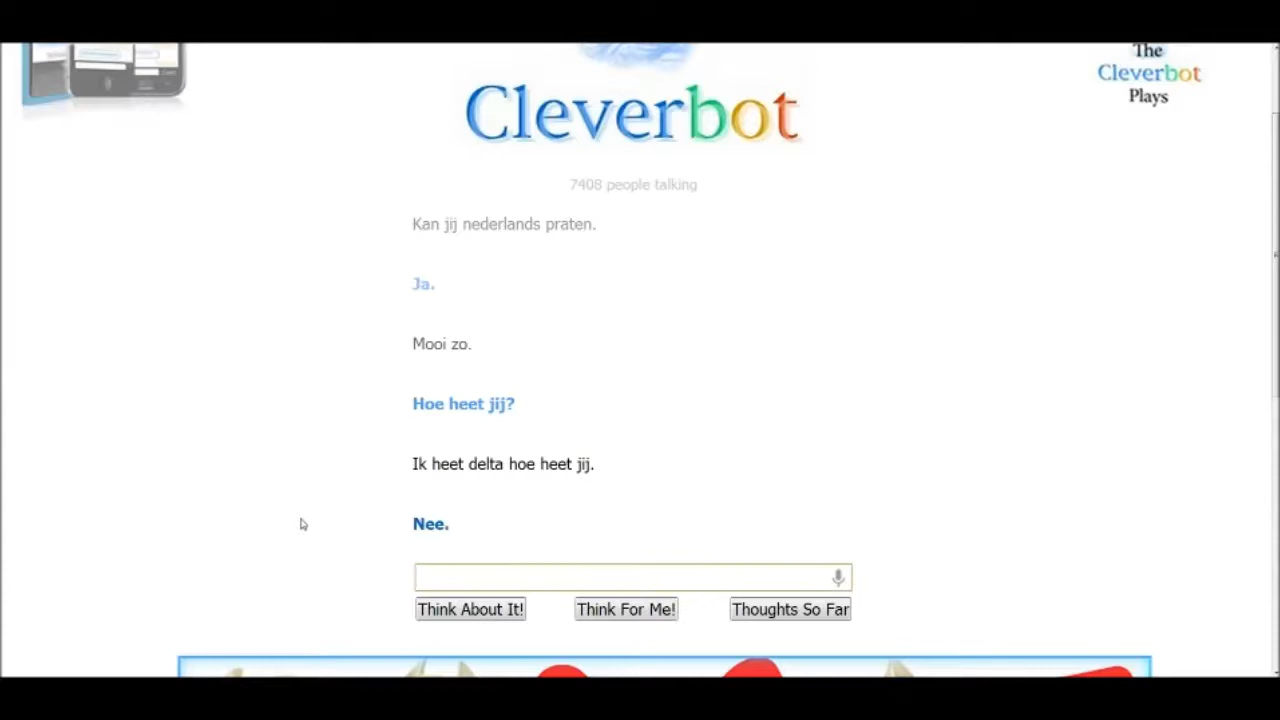 The
Cleverbot
Plays
Cleverbot
7408 people talking
Kan jij nederlands praten.
Ja.
Mooi zo.
Hoe heet jij?
Ik heet delta hoe heet jij.
Nee.
Think About It!
Think For Me!
Thoughts So Far